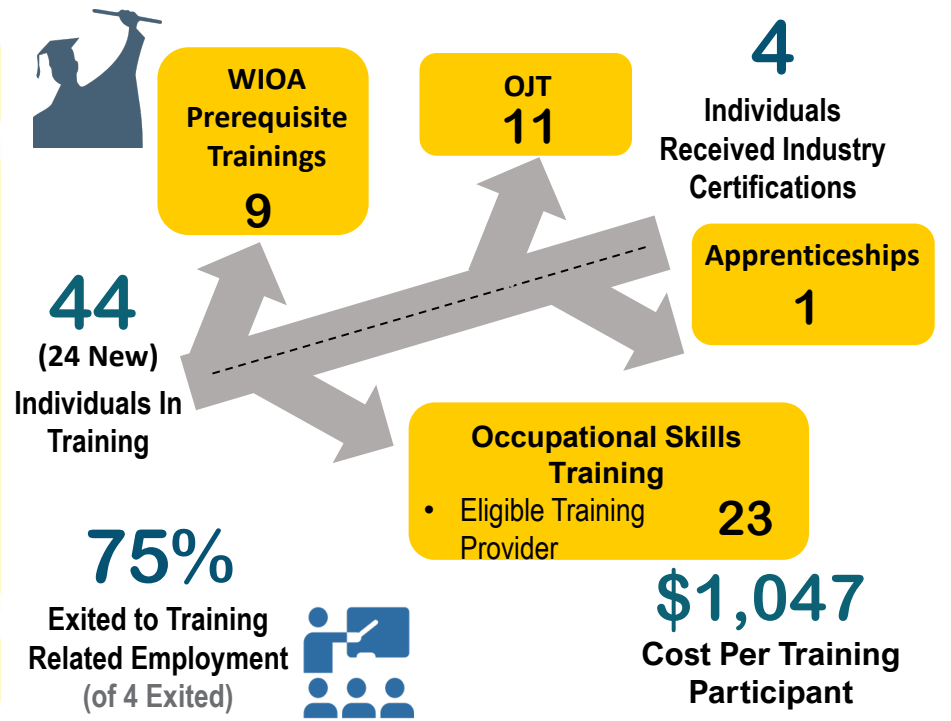 WIOA
Prerequisite
Trainings
9
OJT
11
4
Individuals
Received Industry
Certifications
Apprenticeships
1
44
(24 New)
Individuals In
Training
Occupational Skills
Training
• Eligible Training
Provider
23
75%
Exited to Training
Related Employment
(of 4 Exited)
$1,047
Cost Per Training
Participant